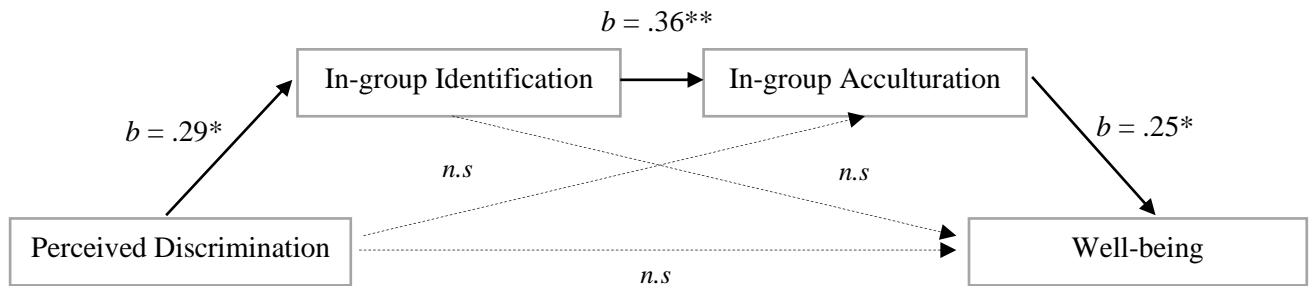 b = .36**
In-group Identification
In-group Acculturation
b = .29*
b = .25*
n.s
n.s
Perceived Discrimination
Well-being
n.s